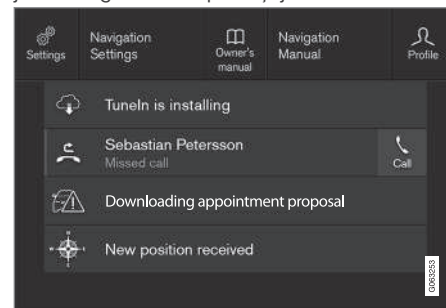 Settings
Navigation
Settings
Owner's
manual
Navigation
Manual
Profile
TuneIn is installing
Sebastian Petersson
Missed call
Call
Downloading appointment proposal
New position received
G063253